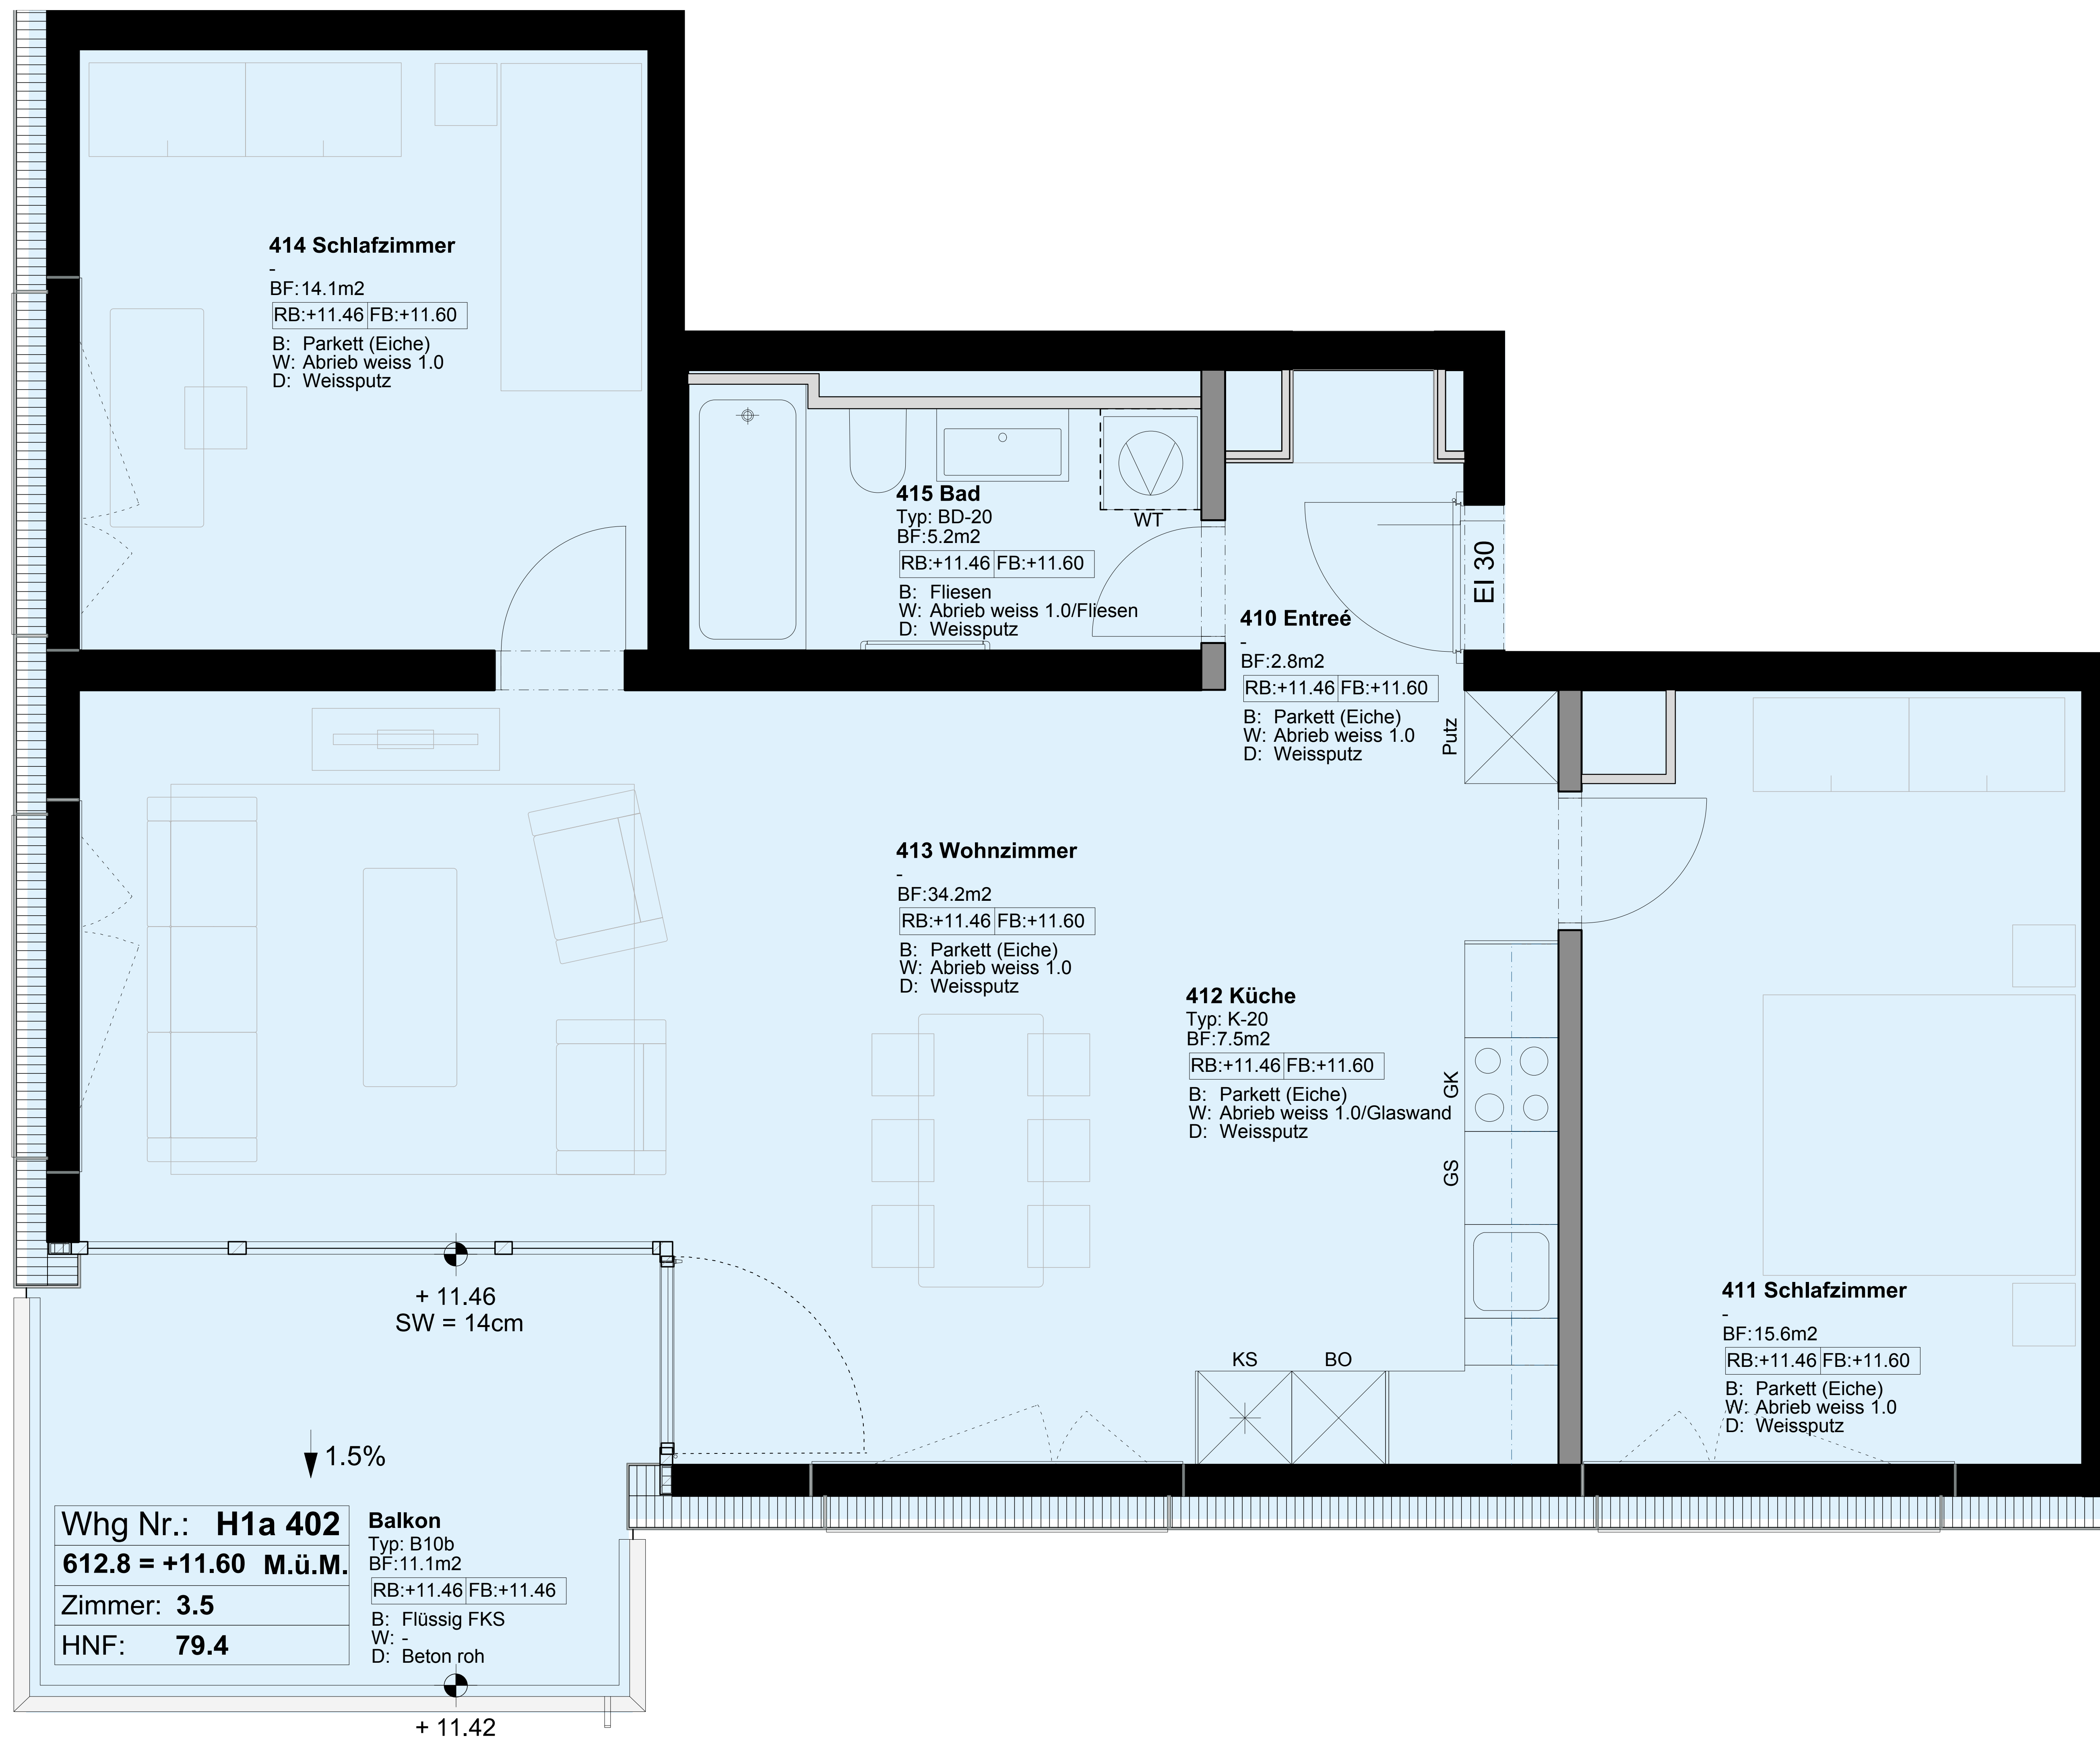 414 Schlafzimmer
-
BF:14.1m2
RB:+11.46 FB:+11.60
B: Parkett (Eiche)
W: Abrieb weiss 1.0
D: Weissputz
415 Bad
Typ: BD-20
BF:5.2m2
RB:+11.46 FB:+11.60
B: Fliesen
W: Abrieb weiss 1.0/Fliesen
D: Weissputz
WT
EI 30
410 Entreé
-
BF:2.8m2
RB:+11.46 FB:+11.60
B: Parkett (Eiche)
W: Abrieb weiss 1.0
D: Weissputz
Putz
413 Wohnzimmer
-
BF:34.2m2
RB:+11.46 FB:+11.60
B: Parkett (Eiche)
W: Abrieb weiss 1.0
D: Weissputz
412 Küche
Typ: K-20
BF:7.5m2
RB:+11.46 FB:+11.60
B: Parkett (Eiche)
W: Abrieb weiss 1.0/Glaswand
D: Weissputz
GK
GS
KS BO
411 Schlafzimmer
-
BF:15.6m2
RB:+11.46 FB:+11.60
B: Parkett (Eiche)
W: Abrieb weiss 1.0
D: Weissputz
+ 11.46
SW = 14cm
1.5%
Whg Nr.: H1a 402
612.8 = +11.60 M.ü.M.
Zimmer: 3.5
HNF: 79.4
Balkon
Typ: B10b
BF:11.1m2
RB:+11.46 FB:+11.46
B: Flüssig FKS
W: -
D: Beton roh
+ 11.42